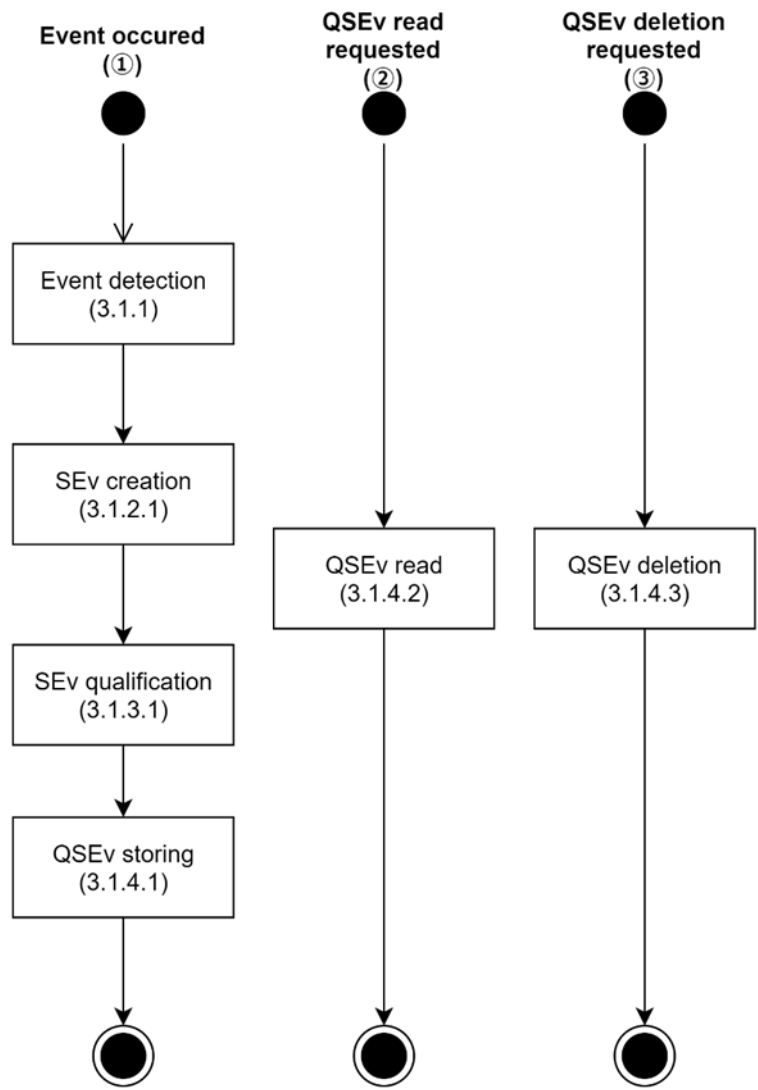 Event occured
(①)
QSEv read
requested
(②)
QSEv deletion
requested
(③)
Event detection
(3.1.1)
SEv creation
(3.1.2.1)
QSEv read
(3.1.4.2)
QSEv deletion
(3.1.4.3)
SEv qualification
(3.1.3.1)
QSEv storing
(3.1.4.1)